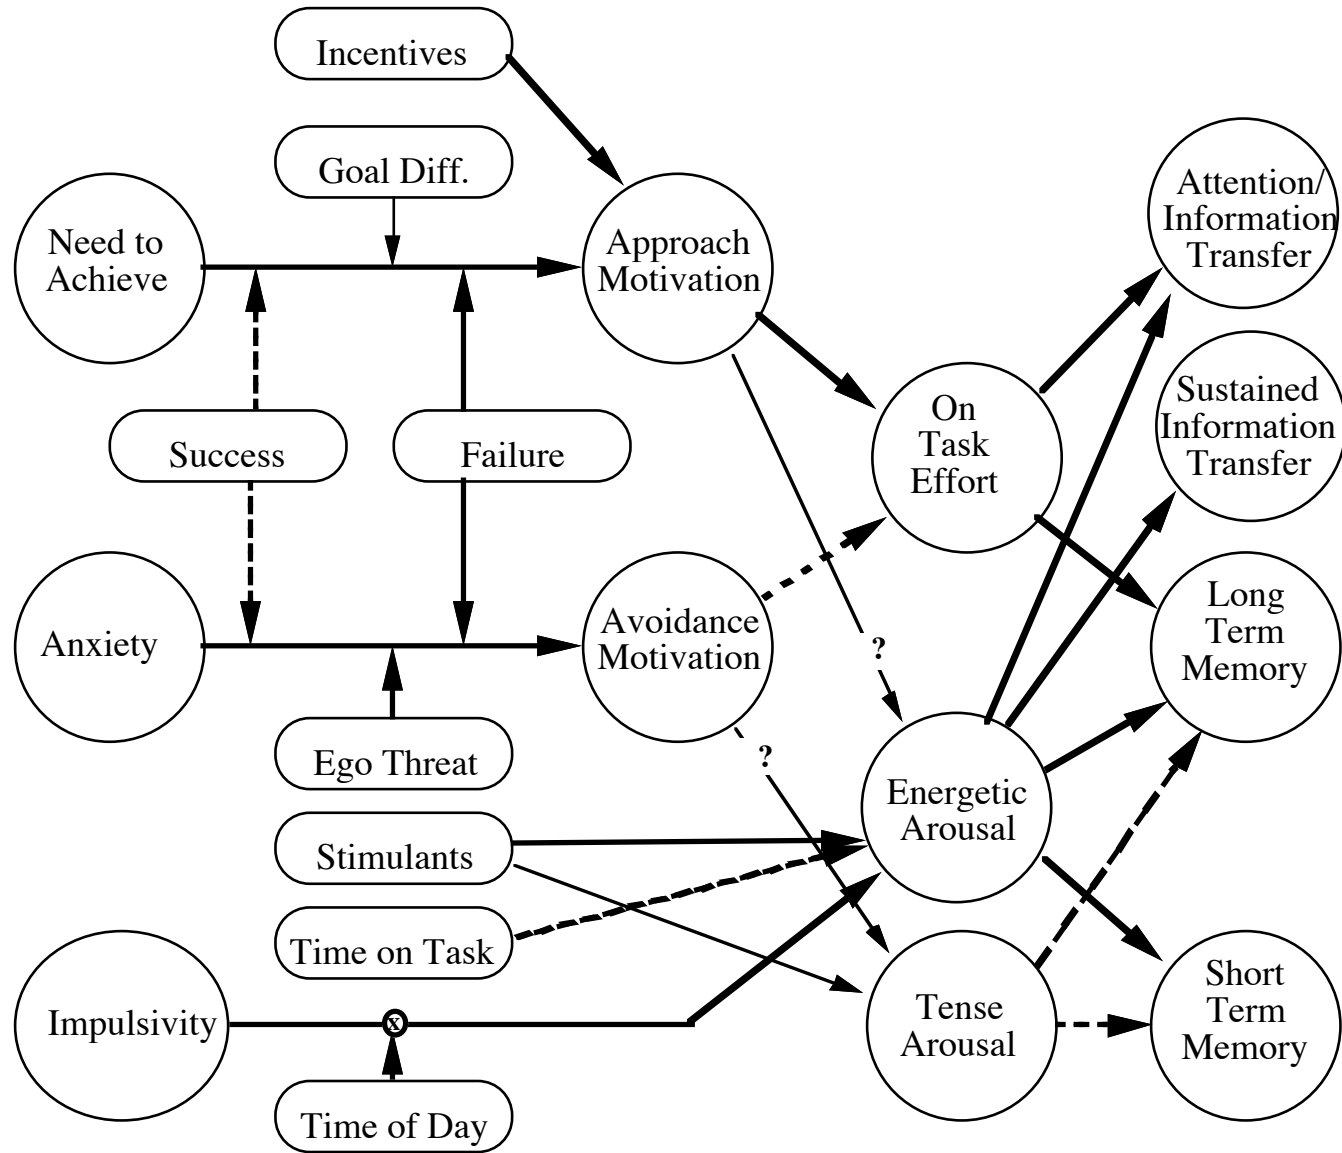 Incentives
Goal Diff.
Need to
Achieve
Approach
Motivation
Attention/
Information
Transfer
Success
Failure
On
Task
Effort
Sustained
Information
Transfer
Anxiety
Avoidance
Motivation
?
Long
Term
Memory
Ego Threat
?
Stimulants
Energetic
Arousal
Time on Task
Impulsivity
x
Tense
Arousal
Short
Term
Memory
Time of Day